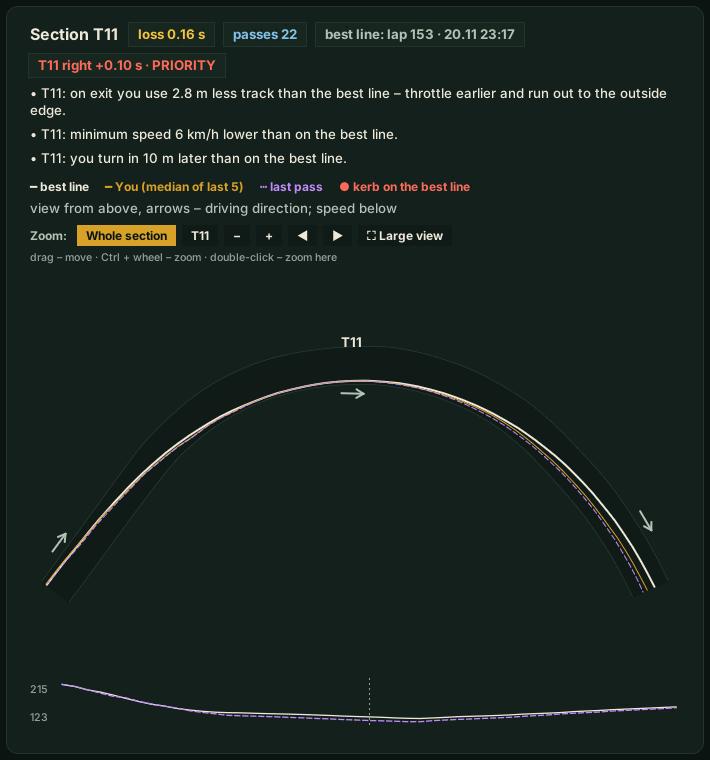 Section T11 loss 0.16 s passes 22 best line: lap 153 · 20.11 23:17
T11 right +0.10 s · PRIORITY
• T11: on exit you use 2.8 m less track than the best line – throttle earlier and run out to the outside
edge.
• T11: minimum speed 6 km/h lower than on the best line.
• T11: you turn in 10 m later than on the best line.
best line You (median of last 5) last pass kerb on the best line
view from above, arrows – driving direction; speed below
Zoom: Whole section T11 − + ◀ ▶ ⛶ Large view
drag – move · Ctrl + wheel – zoom · double-click – zoom here
T11
215
123